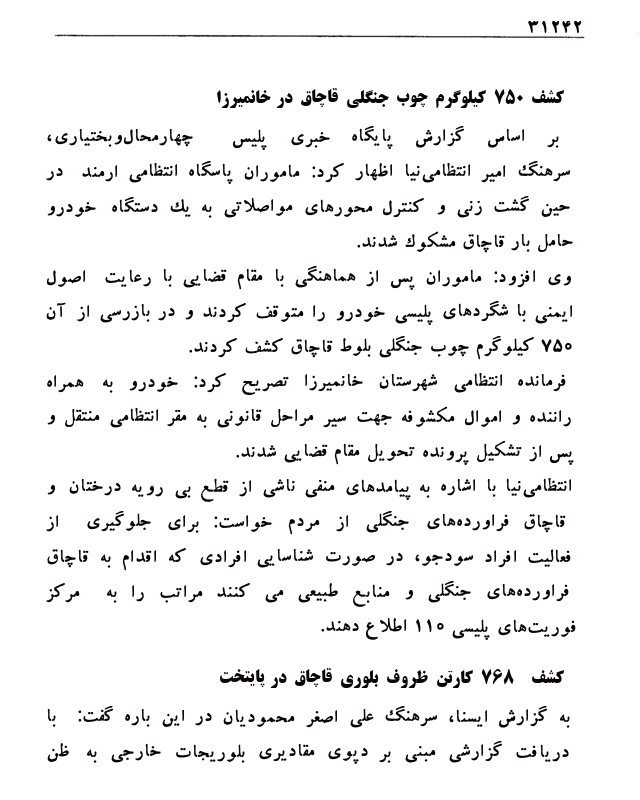 ۳۱۲۴۲
کشف ۷۵۰ کیلوگرم چوب جنگلی قاچاق در خانمیرزا
بر اساس گزارش پایگاه خبری پلیس چهارمحال‌وبختیاری،
سرهنگ امیر انتظامی‌نیا اظهار کرد: ماموران پاسگاه انتظامی ارمند در
حین گشت زنی و کنترل محورهای مواصلاتی به یك دستگاه خودرو
حامل بار قاچاق مشکوك شدند.
وی افزود: ماموران پس از هماهنگی با مقام قضایی با رعایت اصول
ایمنی با شگردهای پلیسی خودرو را متوقف کردند و در بازرسی از آن
۷۵۰ کیلوگرم چوب جنگلی بلوط قاچاق کشف کردند.
فرمانده انتظامی شهرستان خانمیرزا تصریح کرد: خودرو به همراه
راننده و اموال مکشوفه جهت سیر مراحل قانونی به مقر انتظامی منتقل و
پس از تشکیل پرونده تحویل مقام قضایی شدند.
انتظامی‌نیا با اشاره به پیامدهای منفی ناشی از قطع بی رویه درختان و
قاچاق فراورده‌های جنگلی از مردم خواست: برای جلوگیری از
فعالیت افراد سودجو، در صورت شناسایی افرادی که اقدام به قاچاق
فراورده‌های جنگلی و منابع طبیعی می کنند مراتب را به مرکز
فوریت‌های پلیسی ۱۱۰ اطلاع دهند.
کشف ۷۶۸ کارتن ظروف بلوری قاچاق در پایتخت
به گزارش ایسنا، سرهنگ علی اصغر محمودیان در این باره گفت: با
دریافت گزارشی مبنی بر دپوی مقادیری بلوریجات خارجی به ظن